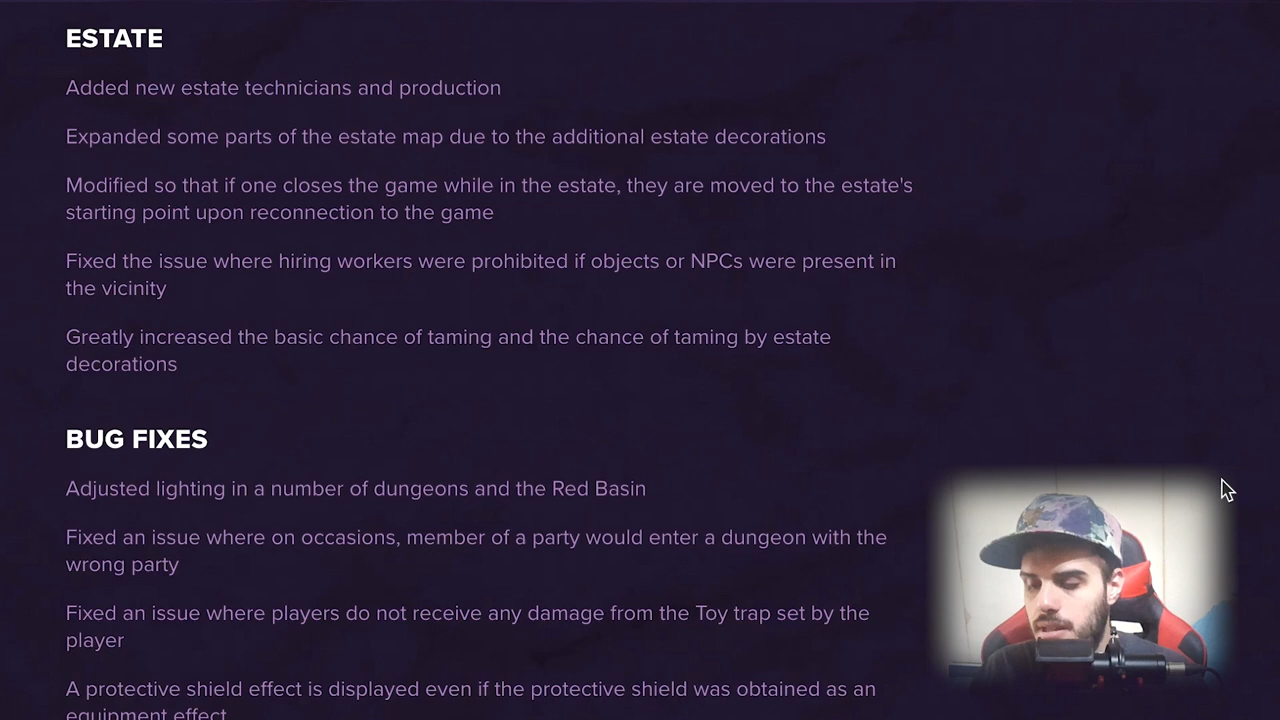 ESTATE
Added new estate technicians and production
Expanded some parts of the estate map due to the additional estate decorations
Modified so that if one closes the game while in the estate, they are moved to the estate's
starting point upon reconnection to the game
Fixed the issue where hiring workers were prohibited if objects or NPCs were present in
the vicinity
Greatly increased the basic chance of taming and the chance of taming by estate
decorations
BUG FIXES
Adjusted lighting in a number of dungeons and the Red Basin
Fixed an issue where on occasions, member of a party would enter a dungeon with the
wrong party
Fixed an issue where players do not receive any damage from the Toy trap set by the
player
A protective shield effect is displayed even if the protective shield was obtained as an
equipment effect